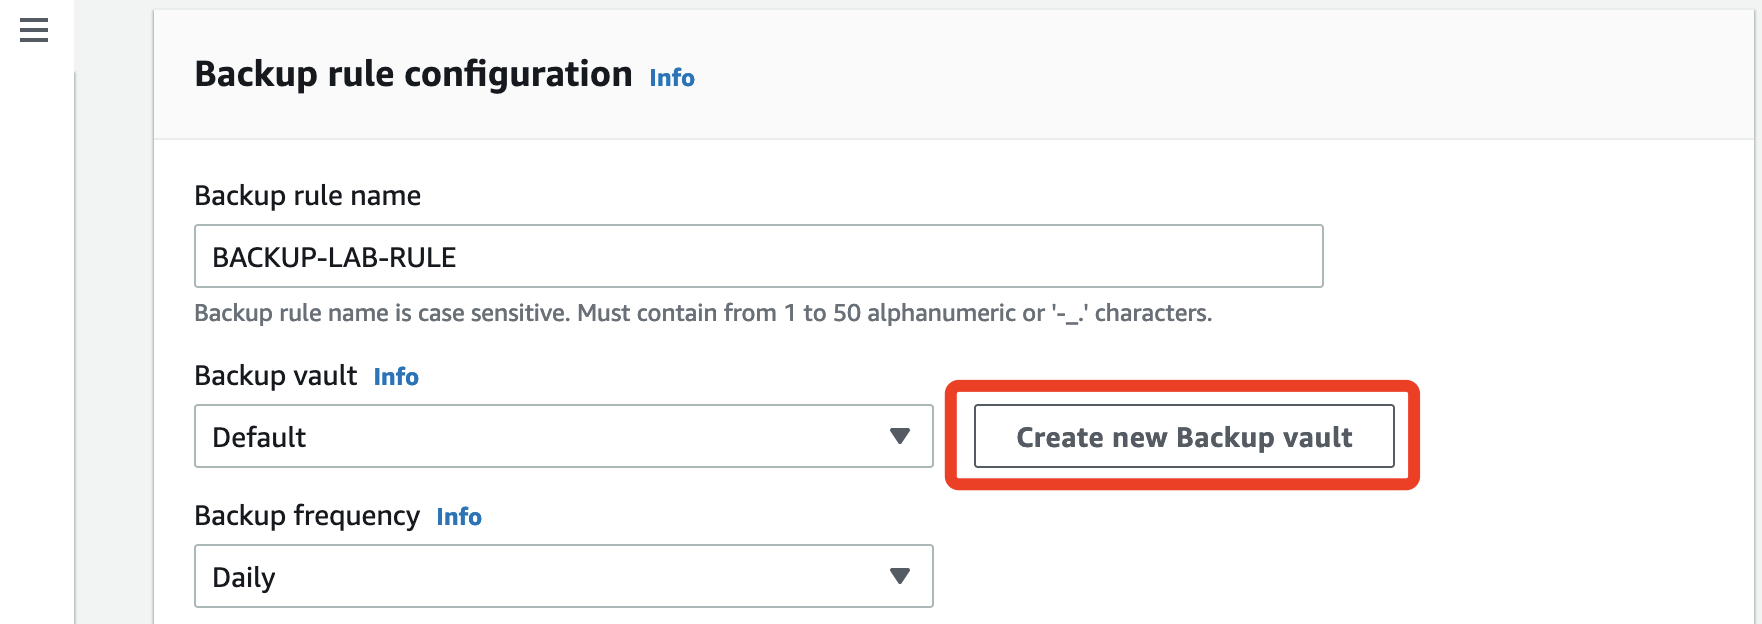 Backup rule configuration Info
Backup rule name
BACKUP-LAB-RULE
Backup rule name is case sensitive. Must contain from 1 to 50 alphanumeric or '-_.' characters.
Backup vault Info
Default
Create new Backup vault
Backup frequency Info
Daily